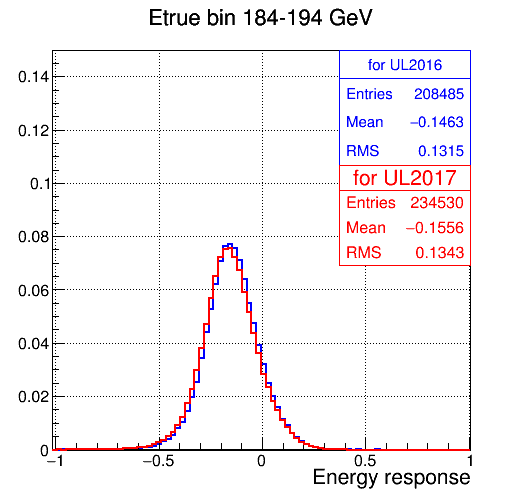 Etrue bin 184-194 GeV
for UL2016
Entries 208485
Mean −0.1463
RMS 0.1315
for UL2017
Entries 234530
Mean −0.1556
RMS 0.1343
0.14
0.12
0.1
0.08
0.06
0.04
0.02
0
−1 −0.5 0 0.5 1
Energy response